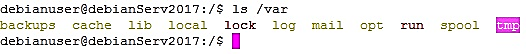 debianuser@debianServ2017:/$ ls /var
backups cache lib local lock log mail opt run spool tmp
debianuser@debianServ2017:/$